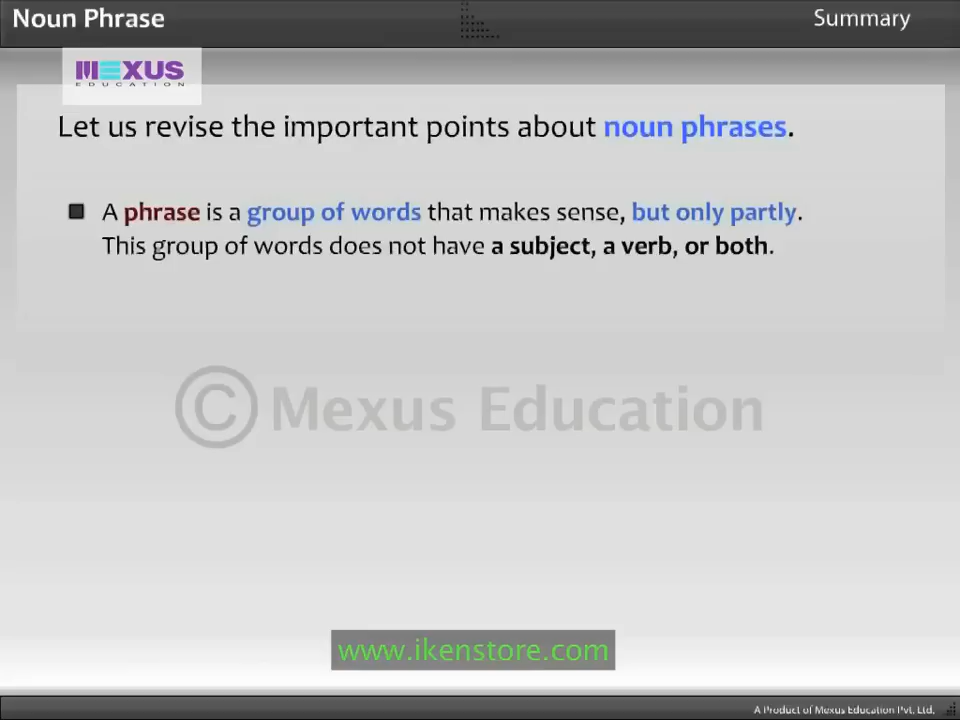 Noun Phrase
Summary
MEXUS
EDUCATION
Let us revise the important points about noun phrases.
A phrase is a group of words that makes sense, but only partly.
This group of words does not have a subject, a verb, or both.
© Mexus Education
www.ikenstore.com
A Product of Mexus Education Pvt. Ltd.